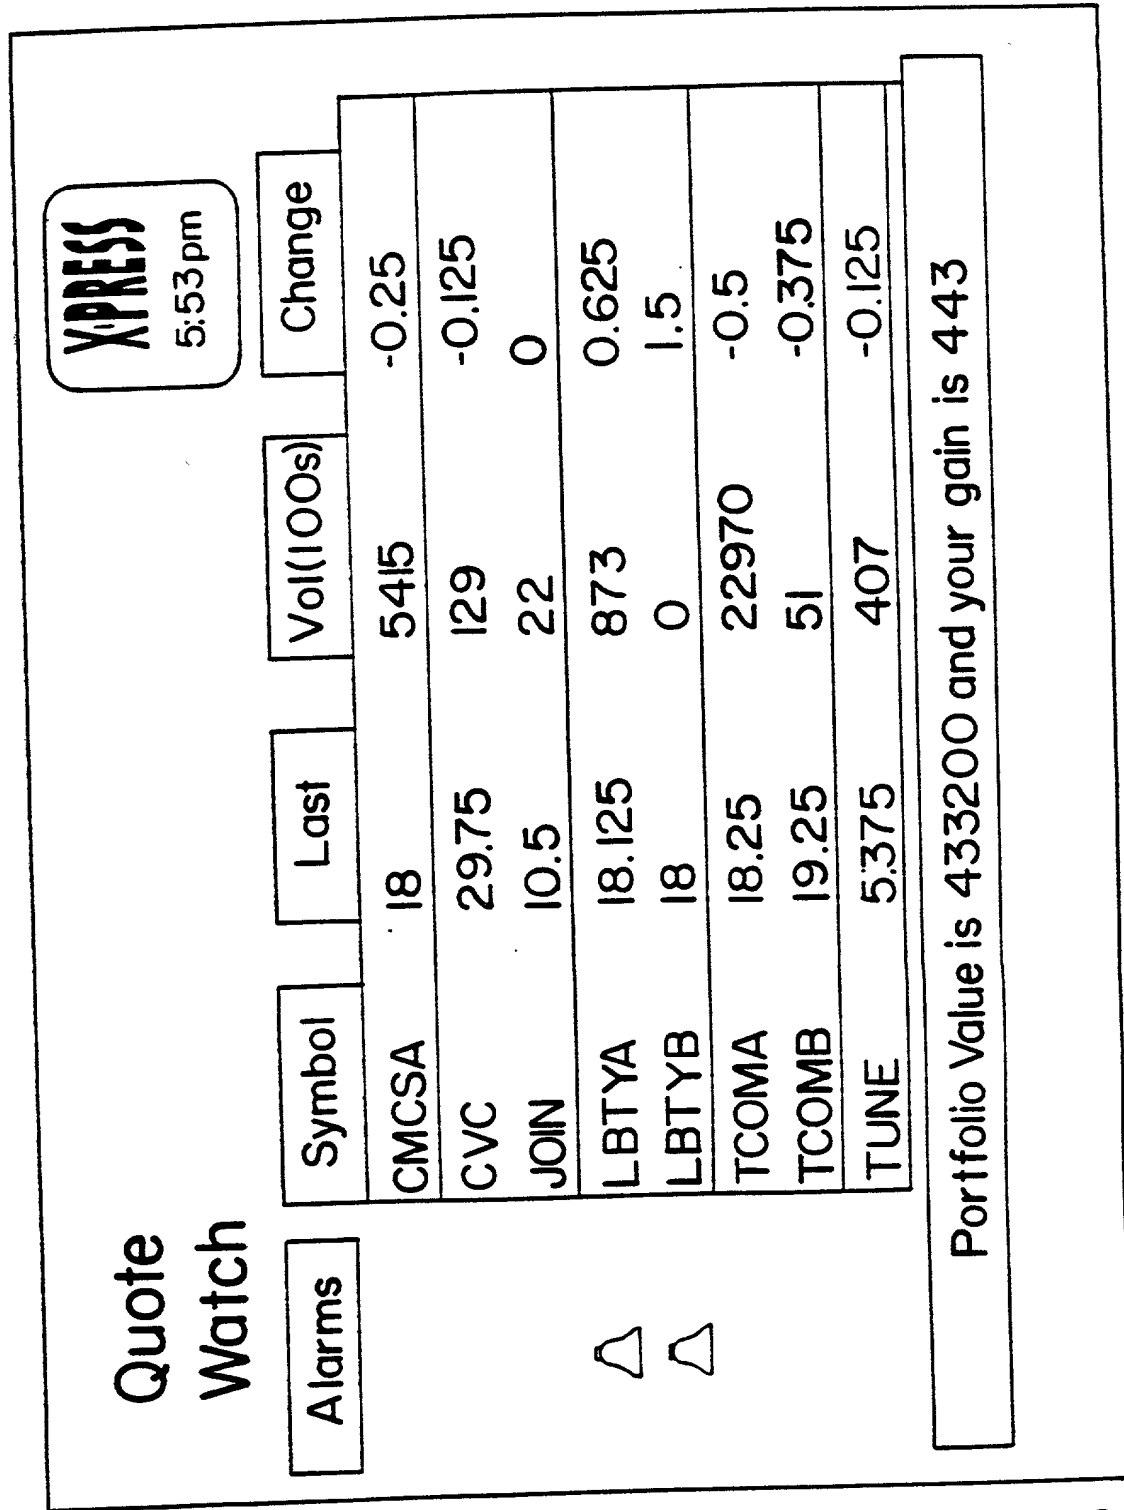 Quote
Watch
X·PRESS
5:53pm
Alarms Symbol Last Vol(100s) Change
CMCSA 18 5415 -0.25
CVC 29.75 129 -0.125
JOIN 10.5 22 0
LBTYA 18.125 873 0.625
LBTYB 18 0 1.5
TCOMA 18.25 22970 -0.5
TCOMB 19.25 51 -0.375
TUNE 5.375 407 -0.125
Portfolio Value is 433200 and your gain is 443